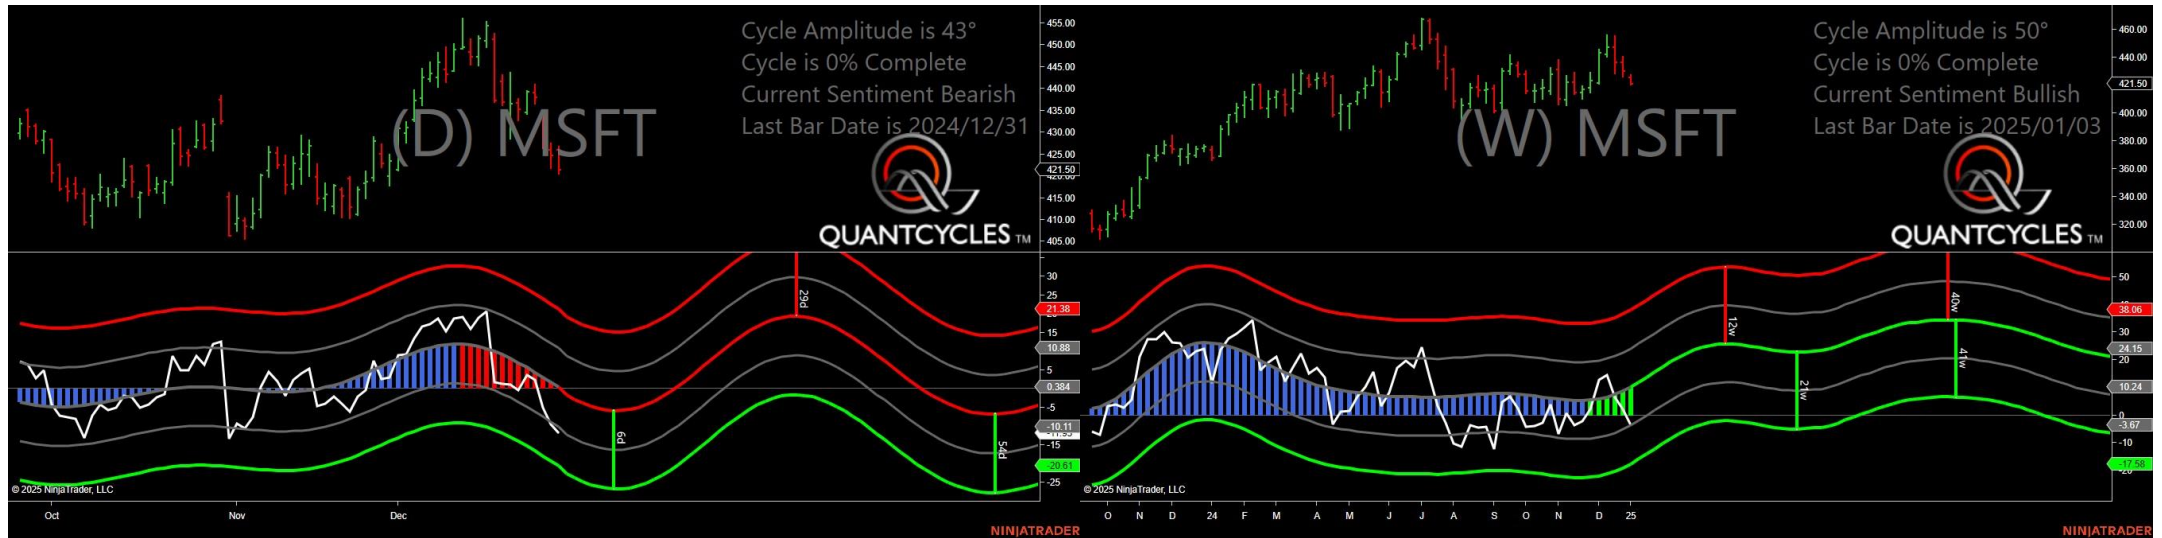 Cycle Amplitude is 43°
Cycle is 0% Complete
Current Sentiment Bearish
Last Bar Date is 2024/12/31
(D) MSFT
QUANTCYCLES TM
455.00
450.00
445.00
440.00
435.00
430.00
425.00
421.50
415.00
410.00
405.00
30
25
21.38
15
10.88
5
0.384
-5
-10.11
-15
-20.61
-25
29d
6d
54d
© 2025 NinjaTrader, LLC
Oct Nov Dec
NINJATRADER
Cycle Amplitude is 50°
Cycle is 0% Complete
Current Sentiment Bullish
Last Bar Date is 2025/01/03
(W) MSFT
QUANTCYCLES TM
460.00
440.00
421.50
400.00
380.00
360.00
340.00
320.00
50
38.06
30
24.15
20
10.24
0
-3.67
-10
-17.58
12w
21w
40w
41w
© 2025 NinjaTrader, LLC
O N D 24 F M A M J J A S O N D 25
NINJATRADER